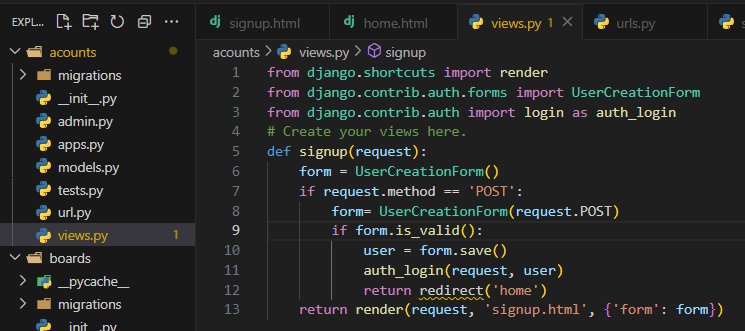 EXPL...
acounts
migrations
__init__.py
admin.py
apps.py
models.py
tests.py
url.py
views.py 1
boards
__pycache__
migrations
__init__.py
dj signup.html
dj home.html
views.py 1
urls.py
acounts > views.py > signup
1 from django.shortcuts import render
2 from django.contrib.auth.forms import UserCreationForm
3 from django.contrib.auth import login as auth_login
4 # Create your views here.
5 def signup(request):
6 form = UserCreationForm()
7 if request.method == 'POST':
8 form= UserCreationForm(request.POST)
9 if form.is_valid():
10 user = form.save()
11 auth_login(request, user)
12 return redirect('home')
13 return render(request, 'signup.html', {'form': form})